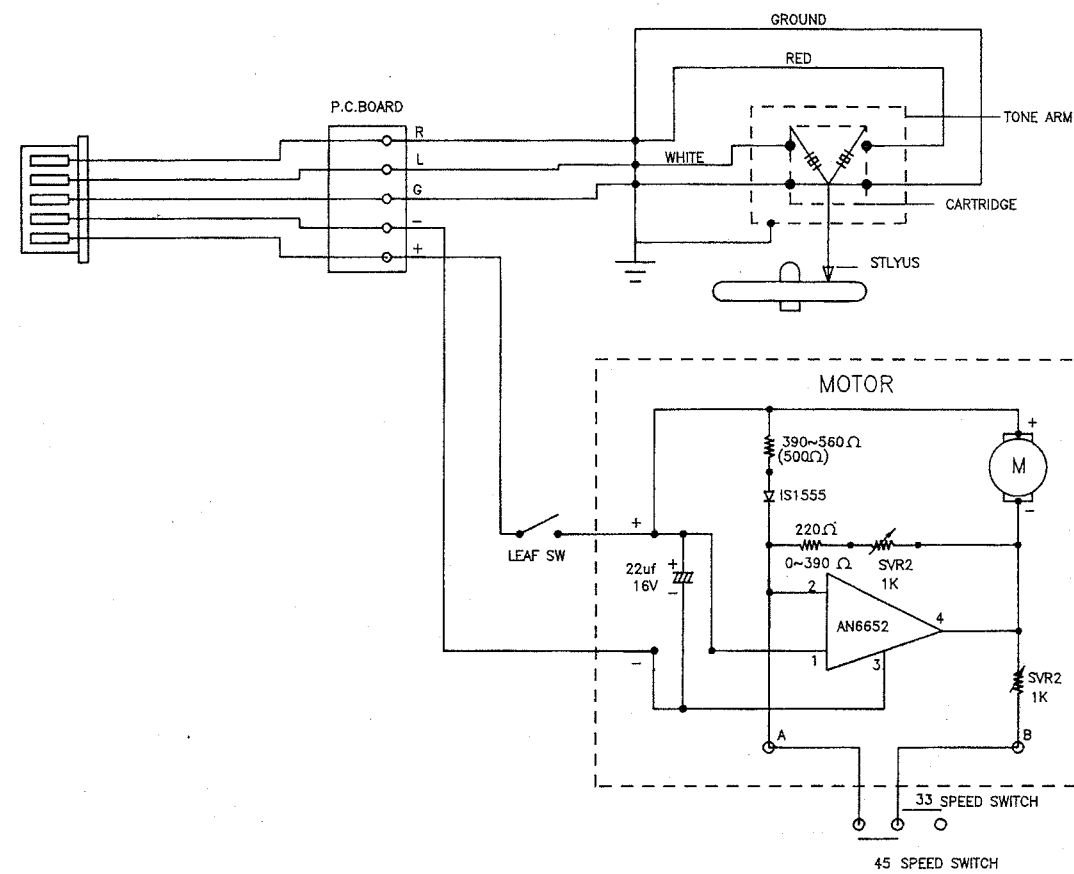 GROUND
RED
P.C.BOARD
TONE ARM
R
L
WHITE
G
CARTRIDGE
−
+
STLYUS
MOTOR
390~560Ω
(500Ω)
+
M
IS1555
−
220Ω
+
LEAF SW
0~390 Ω
SVR2
1K
22uf
16V
+
−
2
AN6652
4
1
3
−
SVR2
1K
A
B
33 SPEED SWITCH
45 SPEED SWITCH